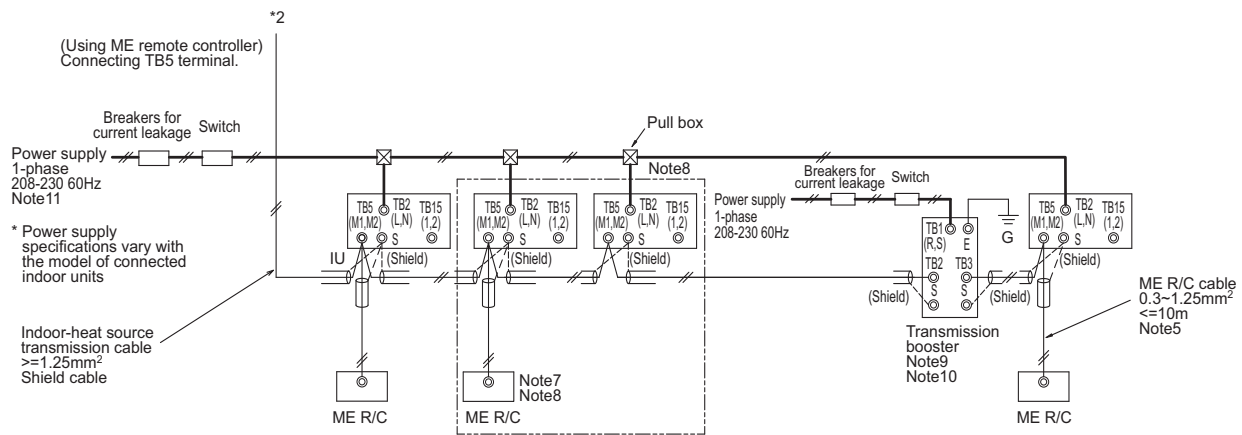 *2
(Using ME remote controller)
Connecting TB5 terminal.
Breakers for
current leakage
Switch
Pull box
Power supply
1-phase
208-230 60Hz
Note11
Note8
Breakers for
current leakage
Switch
Power supply
1-phase
208-230 60Hz
TB5
(M1,M2)
TB2
(L,N)
TB15
(1,2)
S
(Shield)
IU
TB5
(M1,M2)
TB2
(L,N)
TB15
(1,2)
S
(Shield)
TB5
(M1,M2)
TB2
(L,N)
TB15
(1,2)
S
(Shield)
TB1
(R,S)
E
G
TB2
TB3
S
S
(Shield)
(Shield)
TB5
(M1,M2)
TB2
(L,N)
TB15
(1,2)
S
(Shield)
* Power supply
specifications vary with
the model of connected
indoor units
Indoor-heat source
transmission cable
>=1.25mm²
Shield cable
Transmission
booster
Note9
Note10
ME R/C cable
0.3~1.25mm²
<=10m
Note5
Note7
Note8
ME R/C
ME R/C
ME R/C